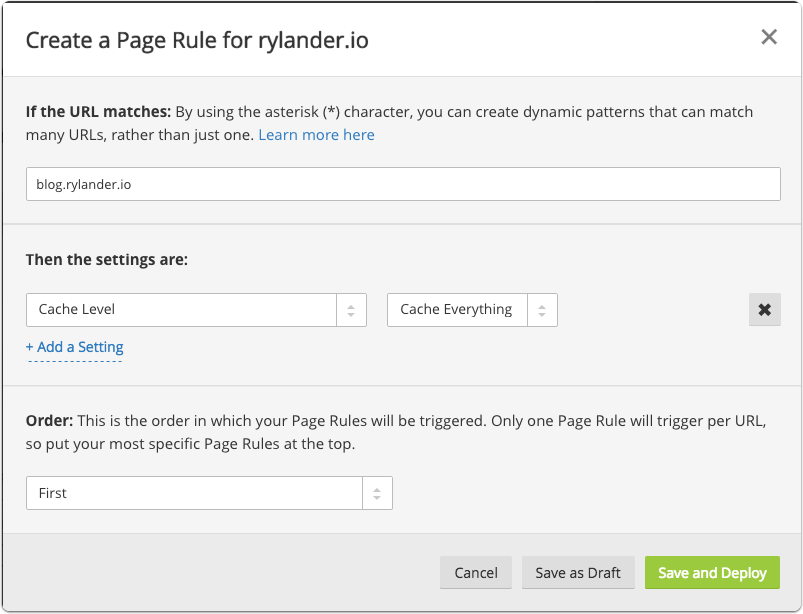 Create a Page Rule for rylander.io
If the URL matches: By using the asterisk (*) character, you can create dynamic patterns that can match
many URLs, rather than just one. Learn more here
blog.rylander.io
Then the settings are:
Cache Level Cache Everything
+ Add a Setting
Order: This is the order in which your Page Rules will be triggered. Only one Page Rule will trigger per URL,
so put your most specific Page Rules at the top.
First
Cancel Save as Draft Save and Deploy